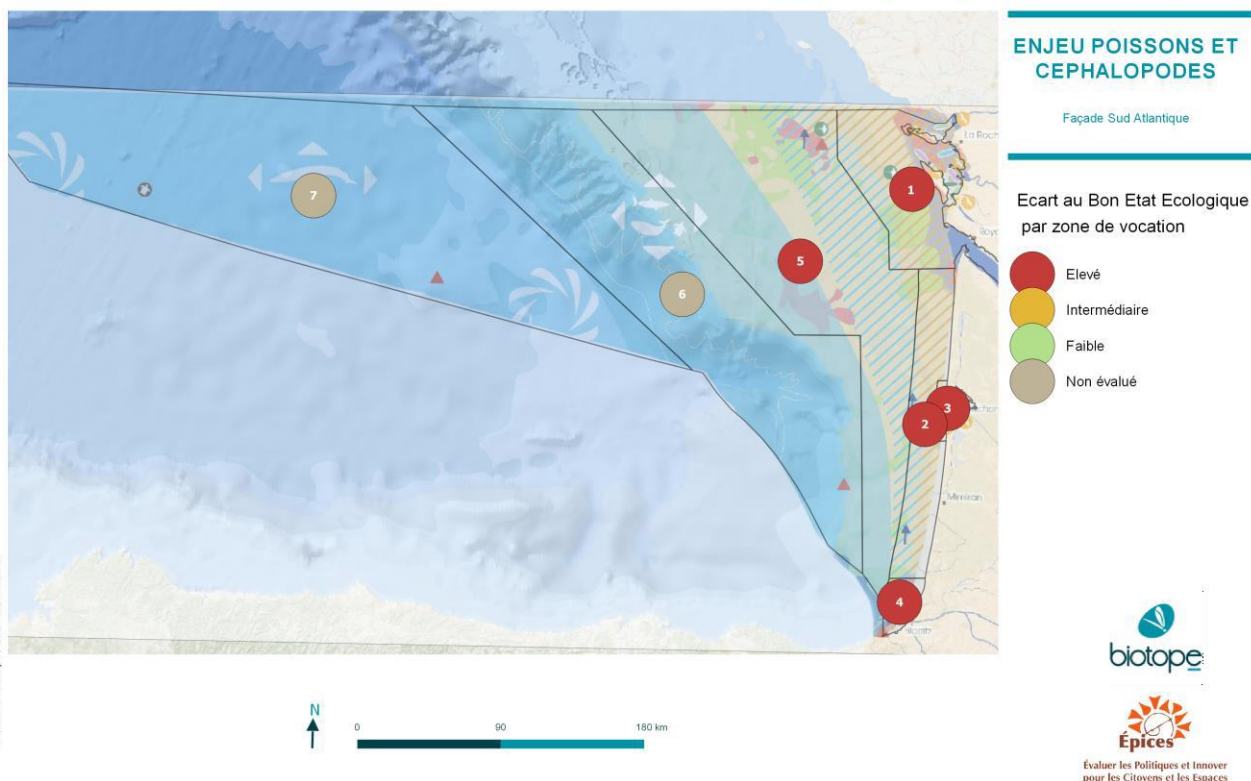 ENJEU POISSONS ET
CEPHALOPODES
Façade Sud Atlantique
Ecart au Bon Etat Ecologique
par zone de vocation
Elevé
Intermédiaire
Faible
Non évalué
La Roch
1
7
Roya
5
6
3
chon
2
Mimizan
4
N
0
90
180 km
biotope
Épices
Évaluer les Politiques et Innover
pour les Citoyens et les Espaces